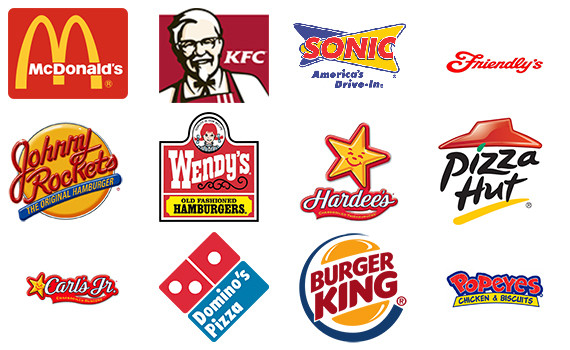 McDonald's
®
KFC
SONIC
America's
Drive-In®
Friendly's
Johnny
Rockets
THE ORIGINAL HAMBURGER
®
WENDY'S
OLD FASHIONED
HAMBURGERS.
Hardee's
Pizza
Hut
®
Carl's Jr.
Domino's
Pizza
BURGER
KING
®
POPEYES
CHICKEN & BISCUITS